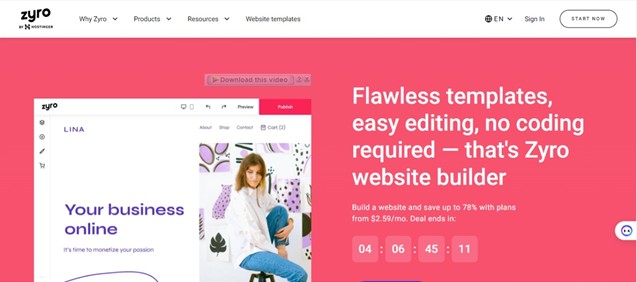 zyro
BY HOSTINGER
Why Zyro
Products
Resources
Website templates
EN
Sign In
START NOW
Download this video
zyro
Preview
Publish
LINA
About
Shop
Contact
Cart (2)
Your business
online
It's time to monetize your passion
Flawless templates,
easy editing, no coding
required — that's Zyro
website builder
Build a website and save up to 78% with plans
from $2.59/mo. Deal ends in:
04 : 06 : 45 : 11